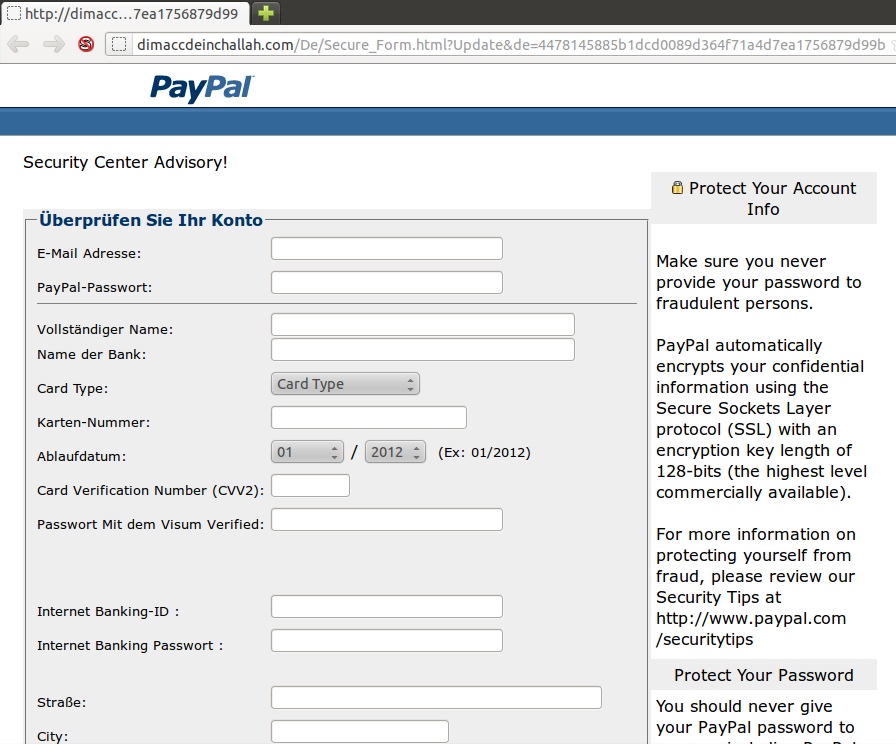 http://dimacc...7ea1756879d99
dimaccdeinchallah.com/De/Secure_Form.html?Update&de=4478145885b1dcd0089d364f71a4d7ea1756879d99b
PayPal
Security Center Advisory!
Überprüfen Sie Ihr Konto
E-Mail Adresse:
PayPal-Passwort:
Vollständiger Name:
Name der Bank:
Card Type: Card Type
Karten-Nummer:
Ablaufdatum: 01 / 2012 (Ex: 01/2012)
Card Verification Number (CVV2):
Passwort Mit dem Visum Verified:
Internet Banking-ID :
Internet Banking Passwort :
Straße:
City:
Protect Your Account
Info
Make sure you never
provide your password to
fraudulent persons.
PayPal automatically
encrypts your confidential
information using the
Secure Sockets Layer
protocol (SSL) with an
encryption key length of
128-bits (the highest level
commercially available).
For more information on
protecting yourself from
fraud, please review our
Security Tips at
http://www.paypal.com
/securitytips
Protect Your Password
You should never give
your PayPal password to